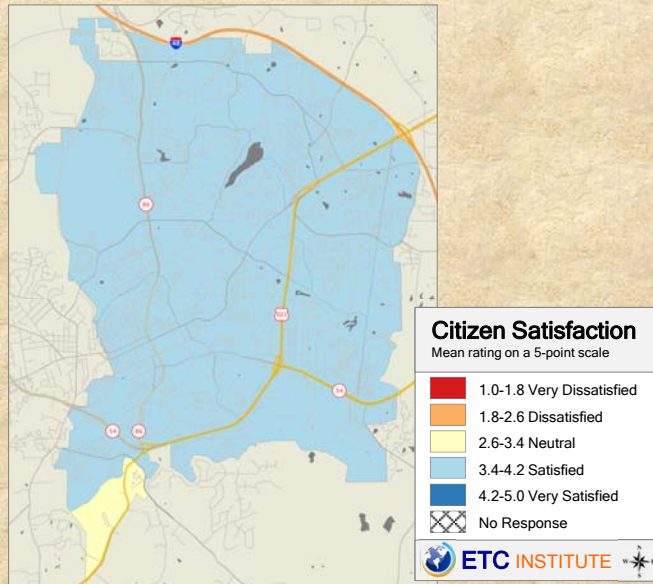 40
86
501
54
54
86
Citizen Satisfaction
Mean rating on a 5-point scale
1.0-1.8 Very Dissatisfied
1.8-2.6 Dissatisfied
2.6-3.4 Neutral
3.4-4.2 Satisfied
4.2-5.0 Very Satisfied
No Response
ETC INSTITUTE
N
W E
S